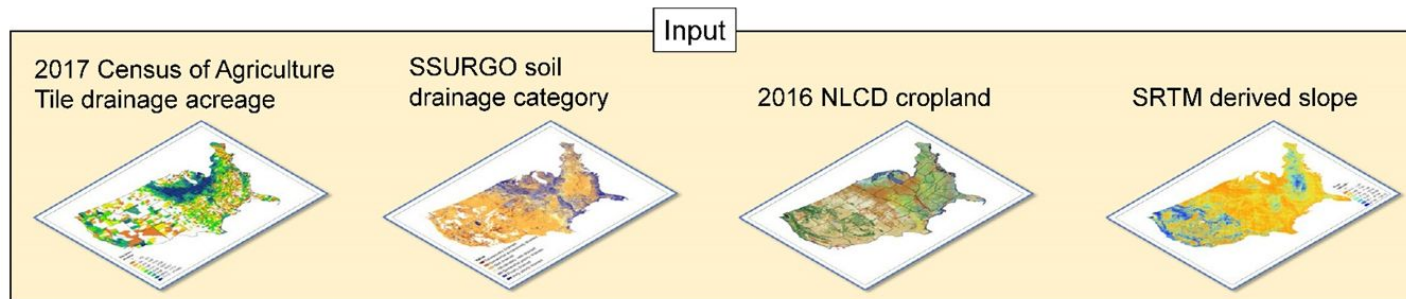 Input
2017 Census of Agriculture
Tile drainage acreage
SSURGO soil
drainage category
2016 NLCD cropland
SRTM derived slope